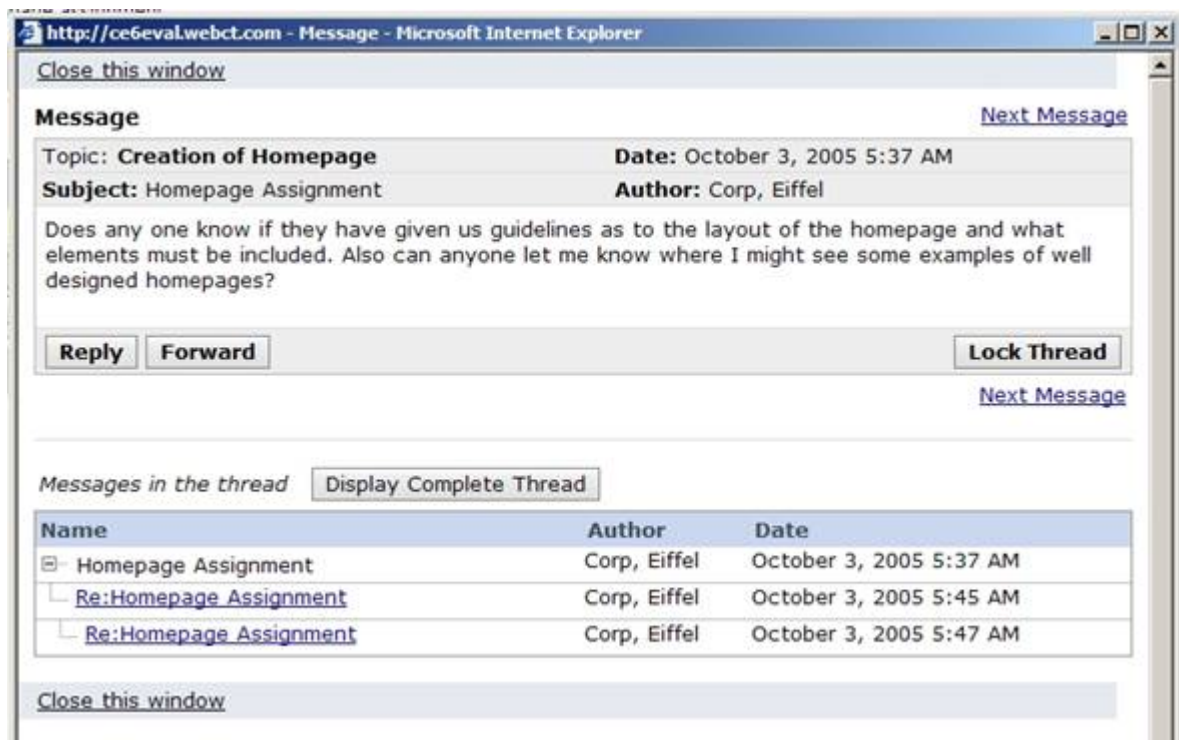 http://ce6eval.webct.com - Message - Microsoft Internet Explorer
Close this window
Message
Next Message
Topic: Creation of Homepage
Date: October 3, 2005 5:37 AM
Subject: Homepage Assignment
Author: Corp, Eiffel
Does any one know if they have given us guidelines as to the layout of the homepage and what
elements must be included. Also can anyone let me know where I might see some examples of well
designed homepages?
Reply Forward Lock Thread
Next Message
Messages in the thread Display Complete Thread
Name Author Date
Homepage Assignment Corp, Eiffel October 3, 2005 5:37 AM
Re:Homepage Assignment Corp, Eiffel October 3, 2005 5:45 AM
Re:Homepage Assignment Corp, Eiffel October 3, 2005 5:47 AM
Close this window